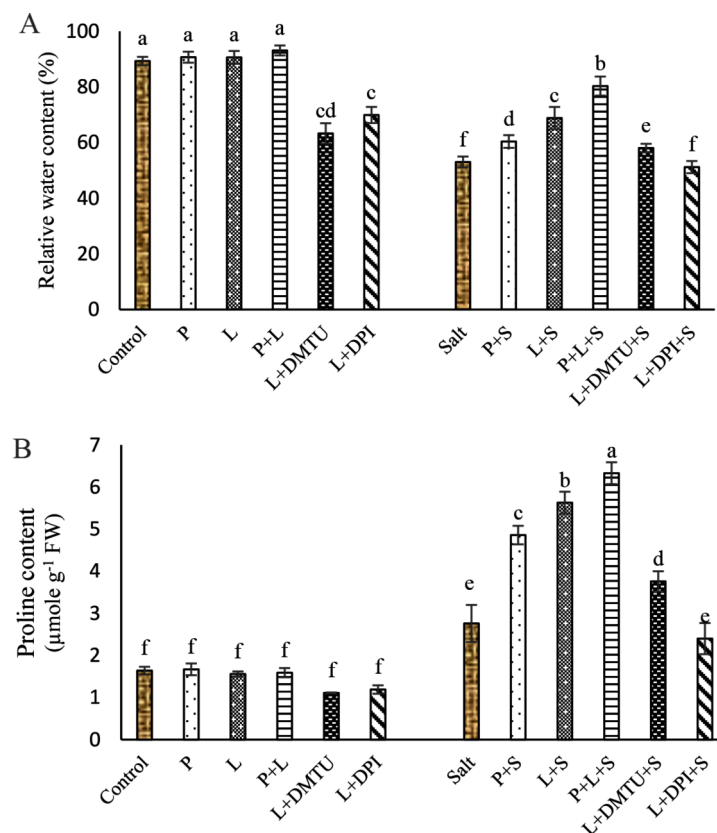 A
Relative water content (%)
100
80
60
40
20
0
a a a a cd c f d c b e f
Control P L P+L L+DMTU L+DPI Salt P+S L+S P+L+S L+DMTU+S L+DPI+S
B
Proline content
(µmole g⁻¹ FW)
7
6
5
4
3
2
1
0
f f f f f f e c b a d e
Control P L P+L L+DMTU L+DPI Salt P+S L+S P+L+S L+DMTU+S L+DPI+S